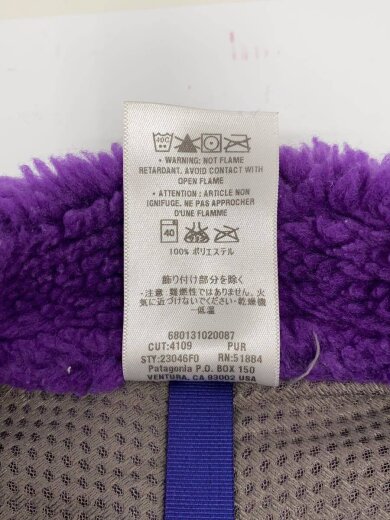 • WARNING: NOT FLAME
RETARDANT. AVOID CONTACT WITH
OPEN FLAME
• ATTENTION : ARTICLE NON
IGNIFUGE. NE PAS APPROCHER
D'UNE FLAMME
40
100% ポリエステル
飾り付け部分を除く
・注意 難燃性ではありません。火
気に近づけないでください・乾燥機
ー低温
680131020087
CUT:4109 PUR
STY:23046F0 RN:51884
Patagonia P.O. BOX 150
VENTURA, CA 93002 USA